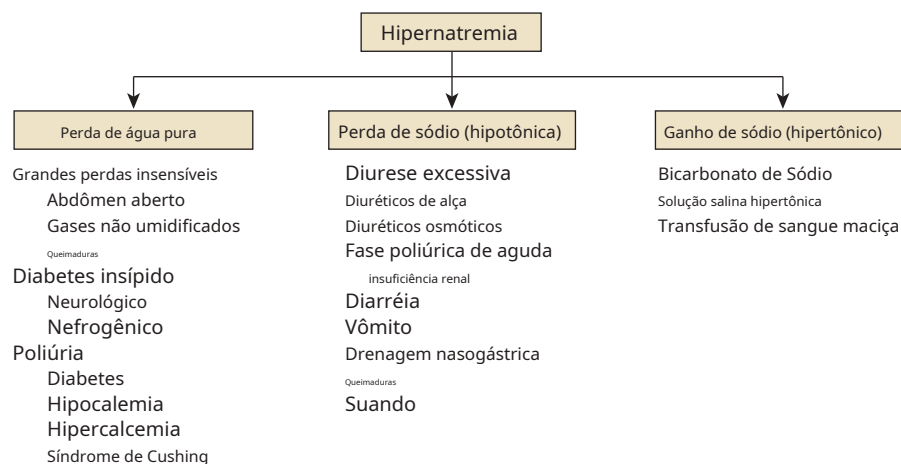 Hipernatremia
Perda de água pura
Grandes perdas insensíveis
Abdômen aberto
Gases não umidificados
Queimaduras
Diabetes insípido
Neurológico
Nefrogênico
Poliúria
Diabetes
Hipocalemia
Hipercalcemia
Síndrome de Cushing
Perda de sódio (hipotônica)
Diurese excessiva
Diuréticos de alça
Diuréticos osmóticos
Fase poliúrica de aguda
insuficiência renal
Diarréia
Vômito
Drenagem nasogástrica
Queimaduras
Suando
Ganho de sódio (hipertônico)
Bicarbonato de Sódio
Solução salina hipertônica
Transfusão de sangue maciça